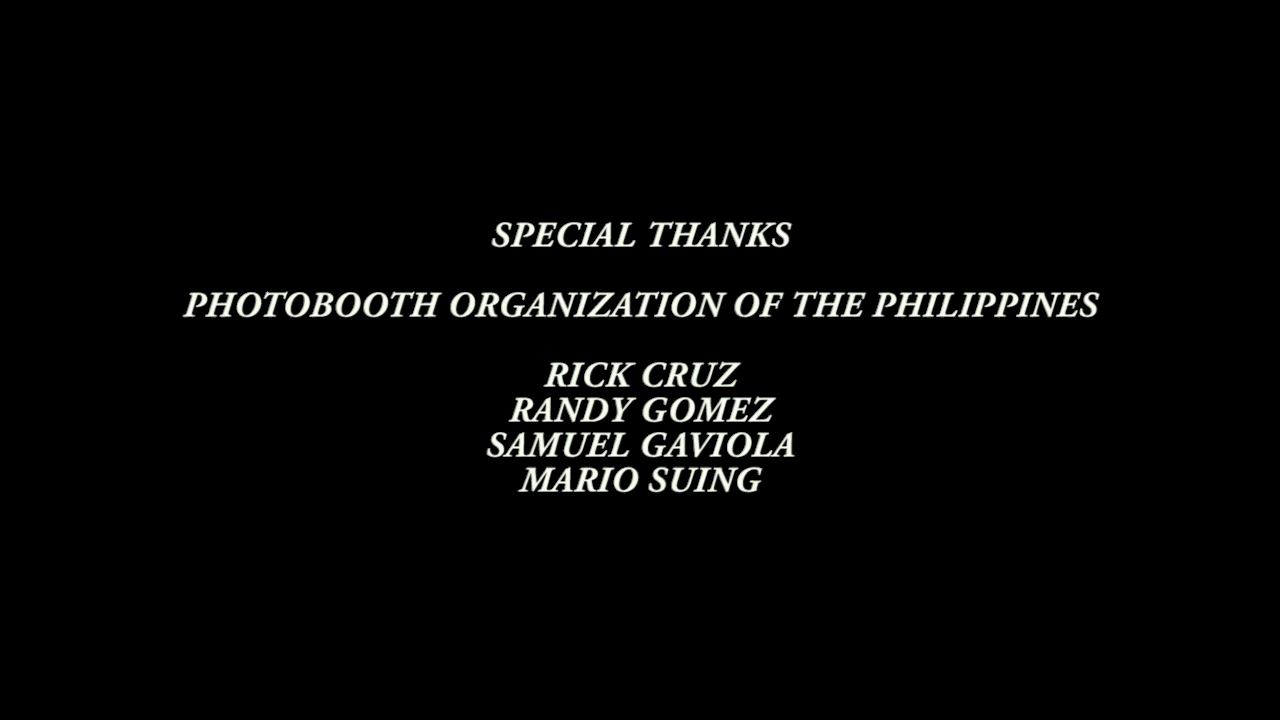 SPECIAL THANKS
PHOTOBOOTH ORGANIZATION OF THE PHILIPPINES
RICK CRUZ
RANDY GOMEZ
SAMUEL GAVIOLA
MARIO SUING